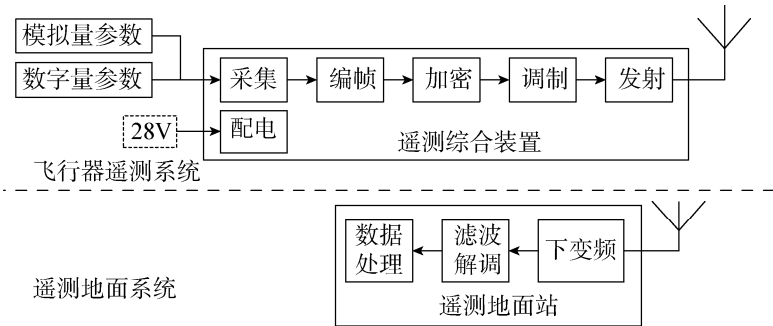 模拟量参数
数字量参数
采集
编帧
加密
调制
发射
28V
配电
遥测综合装置
飞行器遥测系统
数据
处理
滤波
解调
下变频
遥测地面系统
遥测地面站